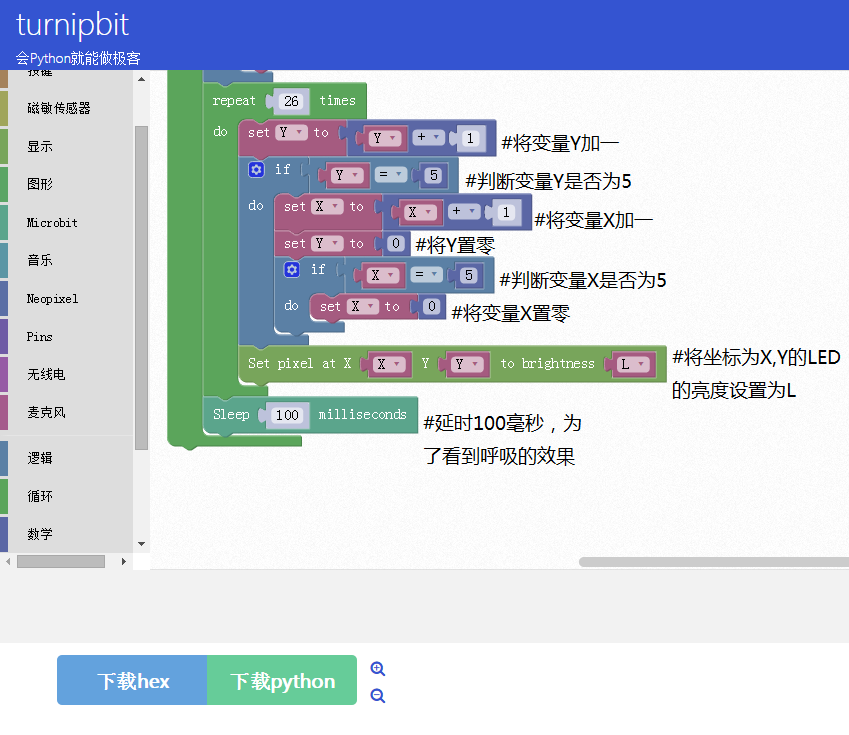 turnipbit
会Python就能做极客
按键
磁敏传感器
显示
图形
Microbit
音乐
Neopixel
Pins
无线电
麦克风
逻辑
循环
数学
repeat 26 times
do set Y to Y + 1 #将变量Y加一
if Y = 5 #判断变量Y是否为5
do set X to X + 1 #将变量X加一
set Y to 0 #将Y置零
if X = 5 #判断变量X是否为5
do set X to 0 #将变量X置零
Set pixel at X X Y Y to brightness L #将坐标为X,Y的LED
的亮度设置为L
Sleep 100 milliseconds #延时100毫秒，为
了看到呼吸的效果
下载hex 下载python